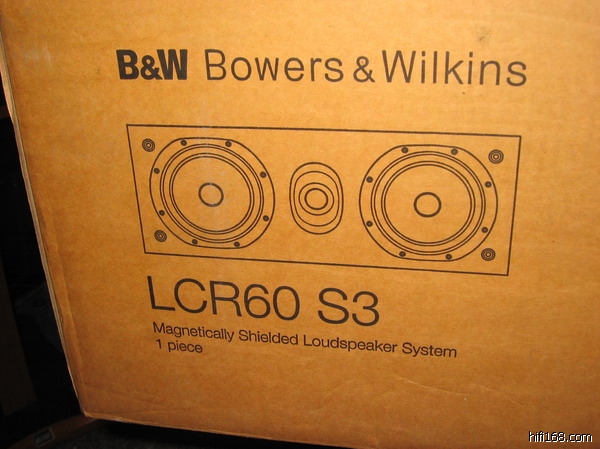 B&W Bowers & Wilkins
LCR60 S3
Magnetically Shielded Loudspeaker System
1 piece
hifi168.com